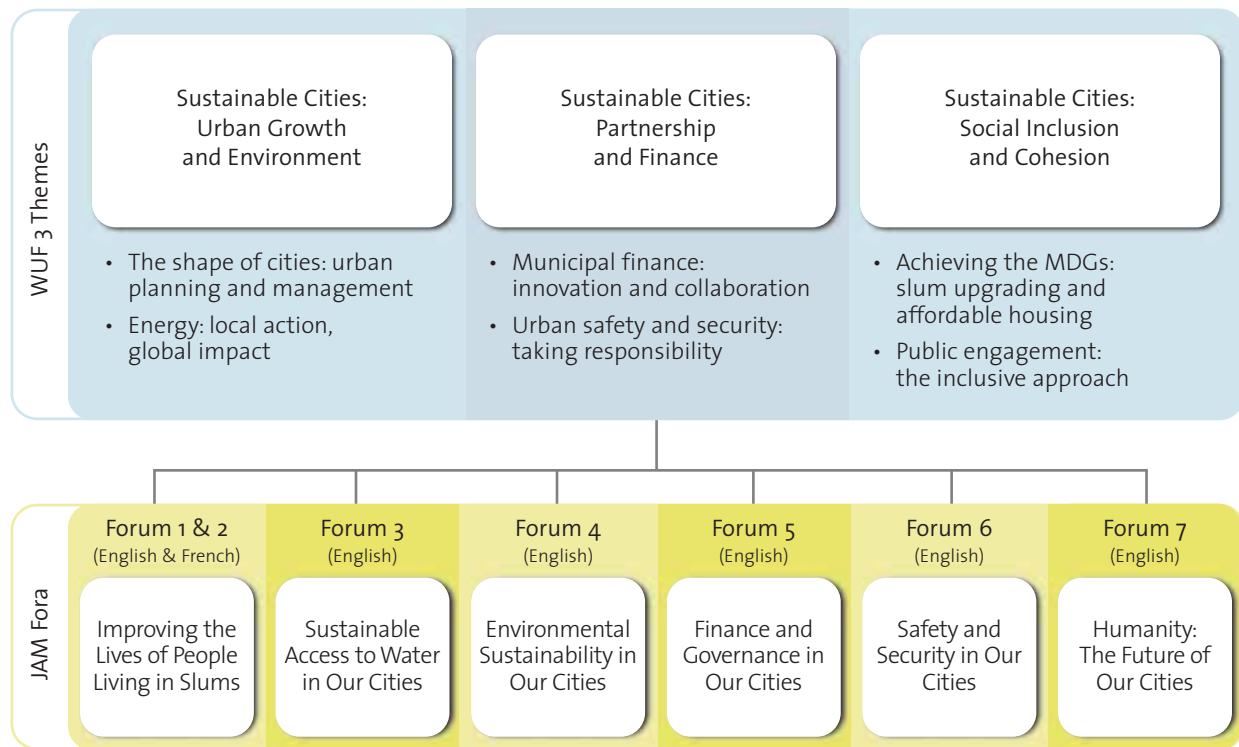 WUF 3 Themes
Sustainable Cities:
Urban Growth
and Environment
• The shape of cities: urban
planning and management
• Energy: local action,
global impact
Sustainable Cities:
Partnership
and Finance
• Municipal finance:
innovation and collaboration
• Urban safety and security:
taking responsibility
Sustainable Cities:
Social Inclusion
and Cohesion
• Achieving the MDGs:
slum upgrading and
affordable housing
• Public engagement:
the inclusive approach
JAM Fora
Forum 1 & 2
(English & French)
Improving the
Lives of People
Living in Slums
Forum 3
(English)
Sustainable
Access to Water
in Our Cities
Forum 4
(English)
Environmental
Sustainability in
Our Cities
Forum 5
(English)
Finance and
Governance in
Our Cities
Forum 6
(English)
Safety and
Security in Our
Cities
Forum 7
(English)
Humanity:
The Future of
Our Cities